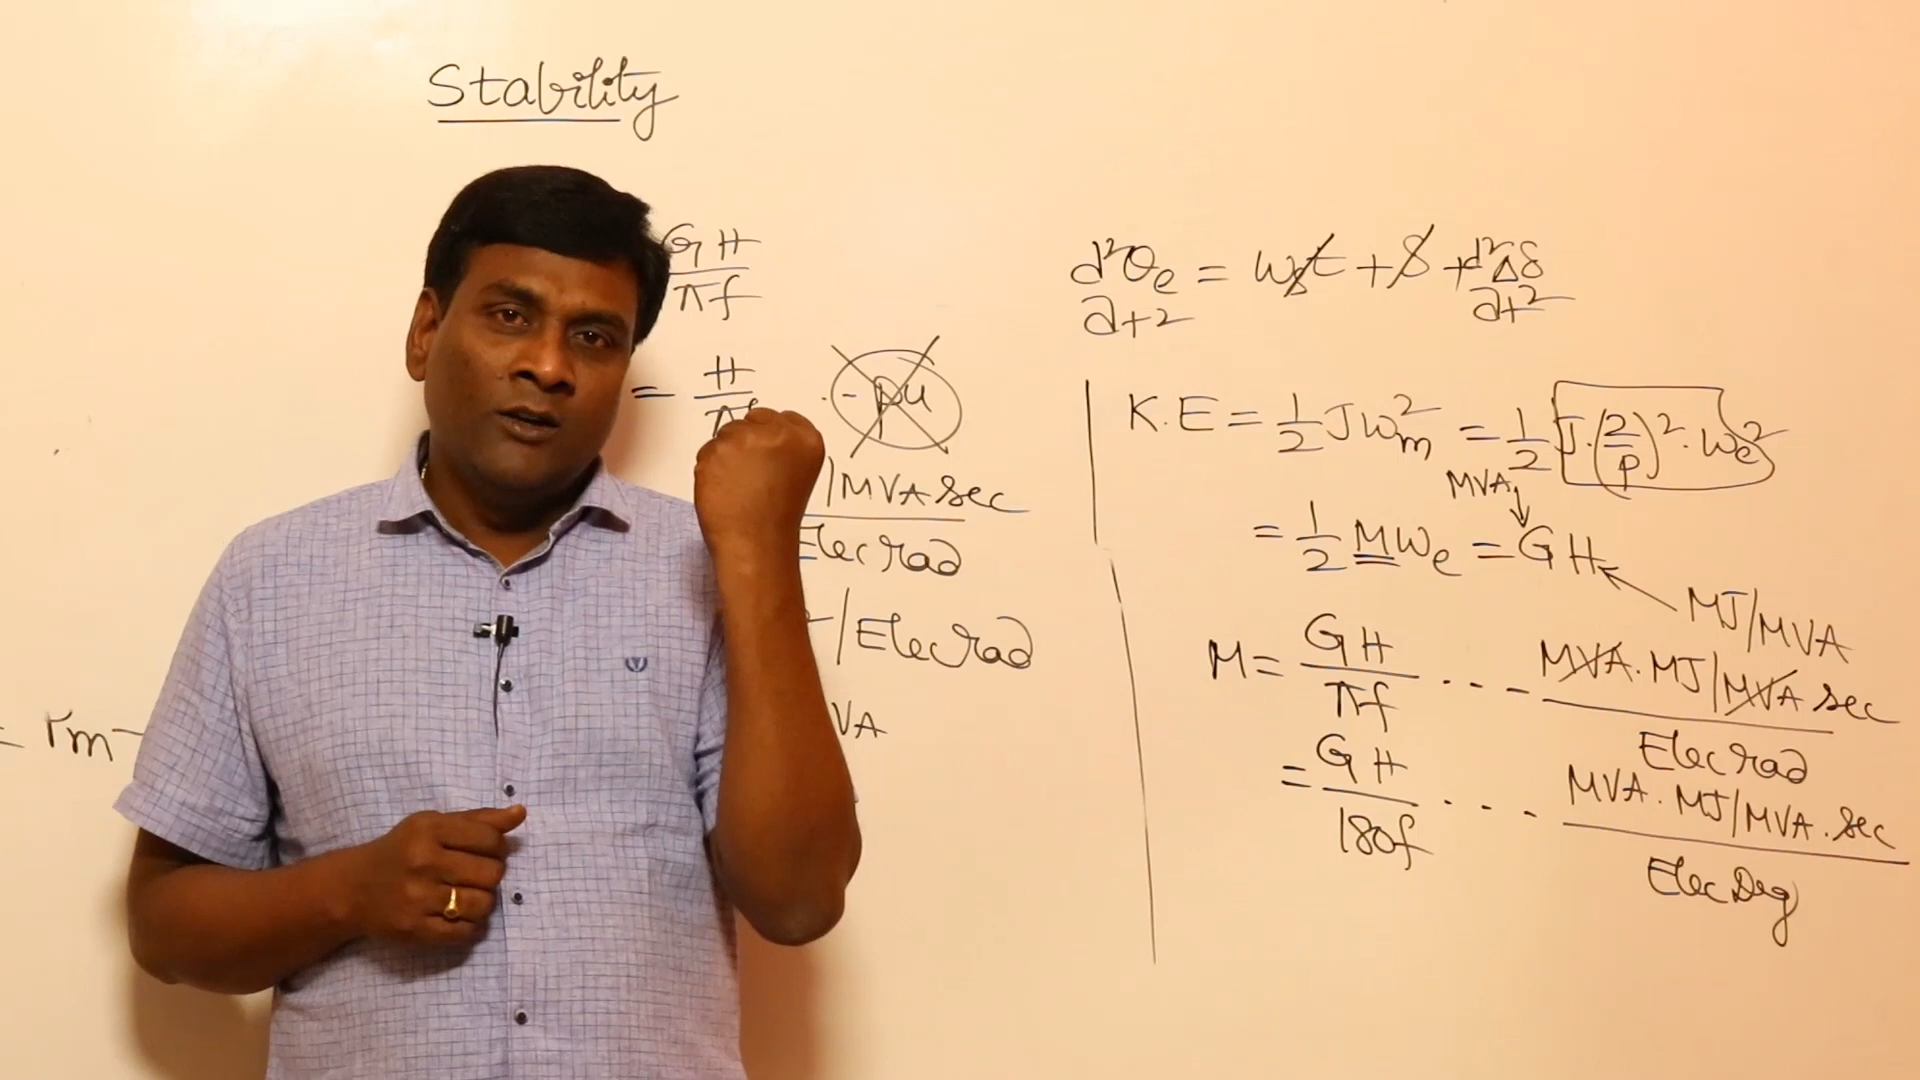 Stability
GH
πf
= H
πf
-- pu
/MVA sec
Elec rad
/Elec rad
VA
= Pm -
d²θe = ωst + δ + d²Δδ
dt² dt²
K.E = 1/2 Jωm² = 1/2 J.(2/P)².ωe²
MVA
= 1/2 Mωe = GH
MJ/MVA
M = GH/πf ... MVA.MJ/MVA sec
Elec rad
= GH/180f ... MVA.MJ/MVA.sec
Elec Deg